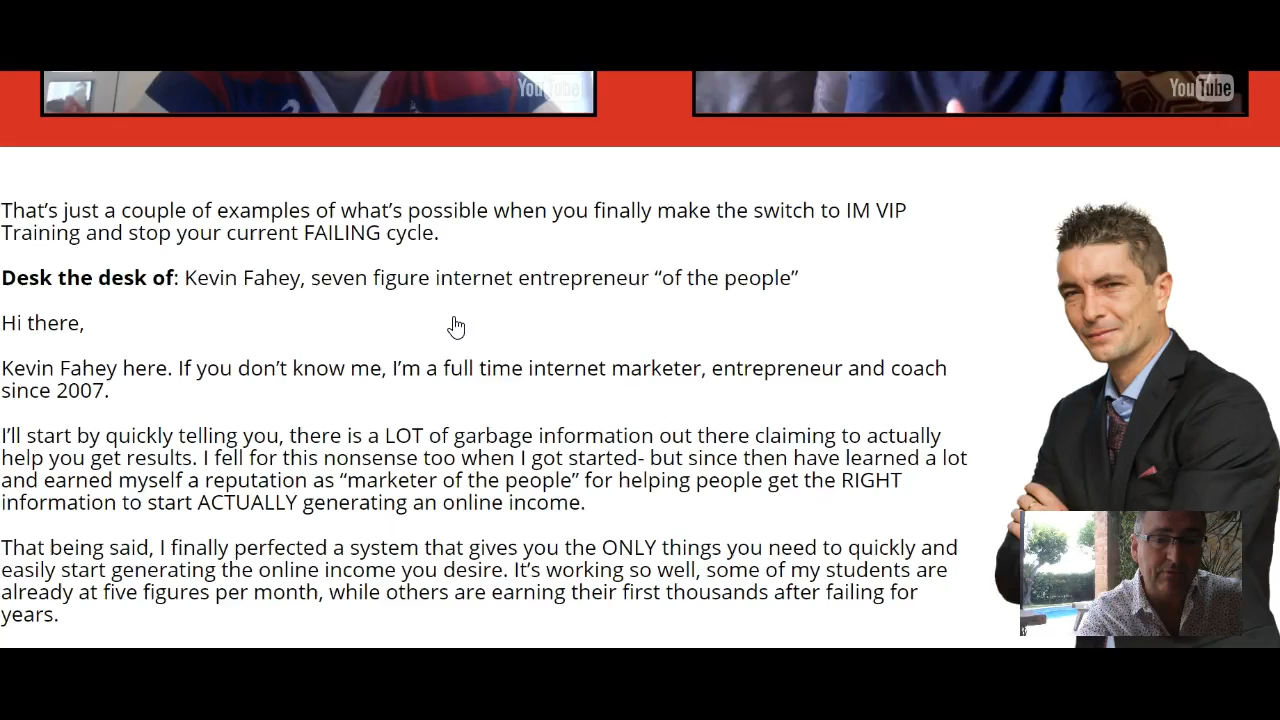 YouTube
YouTube
That's just a couple of examples of what's possible when you finally make the switch to IM VIP
Training and stop your current FAILING cycle.
Desk the desk of: Kevin Fahey, seven figure internet entrepreneur “of the people”
Hi there,
Kevin Fahey here. If you don't know me, I'm a full time internet marketer, entrepreneur and coach
since 2007.
I'll start by quickly telling you, there is a LOT of garbage information out there claiming to actually
help you get results. I fell for this nonsense too when I got started- but since then have learned a lot
and earned myself a reputation as “marketer of the people” for helping people get the RIGHT
information to start ACTUALLY generating an online income.
That being said, I finally perfected a system that gives you the ONLY things you need to quickly and
easily start generating the online income you desire. It's working so well, some of my students are
already at five figures per month, while others are earning their first thousands after failing for
years.